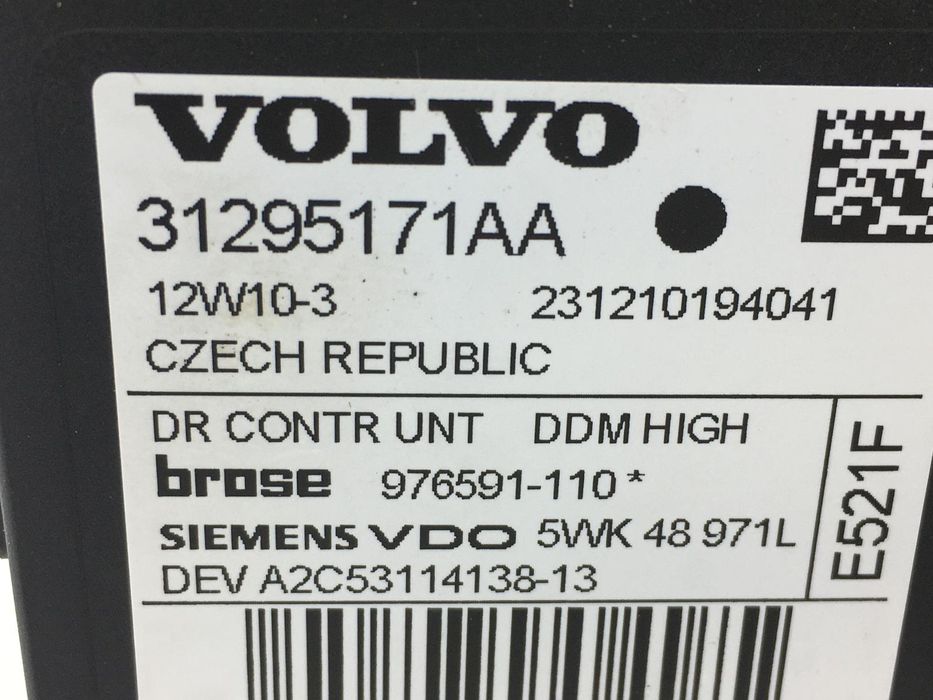 VOLVO
31295171AA
12W10-3 231210194041
CZECH REPUBLIC
DR CONTR UNT DDM HIGH
brose 976591-110*
SIEMENS VDO 5WK 48 971L
DEV A2C53114138-13
E521F